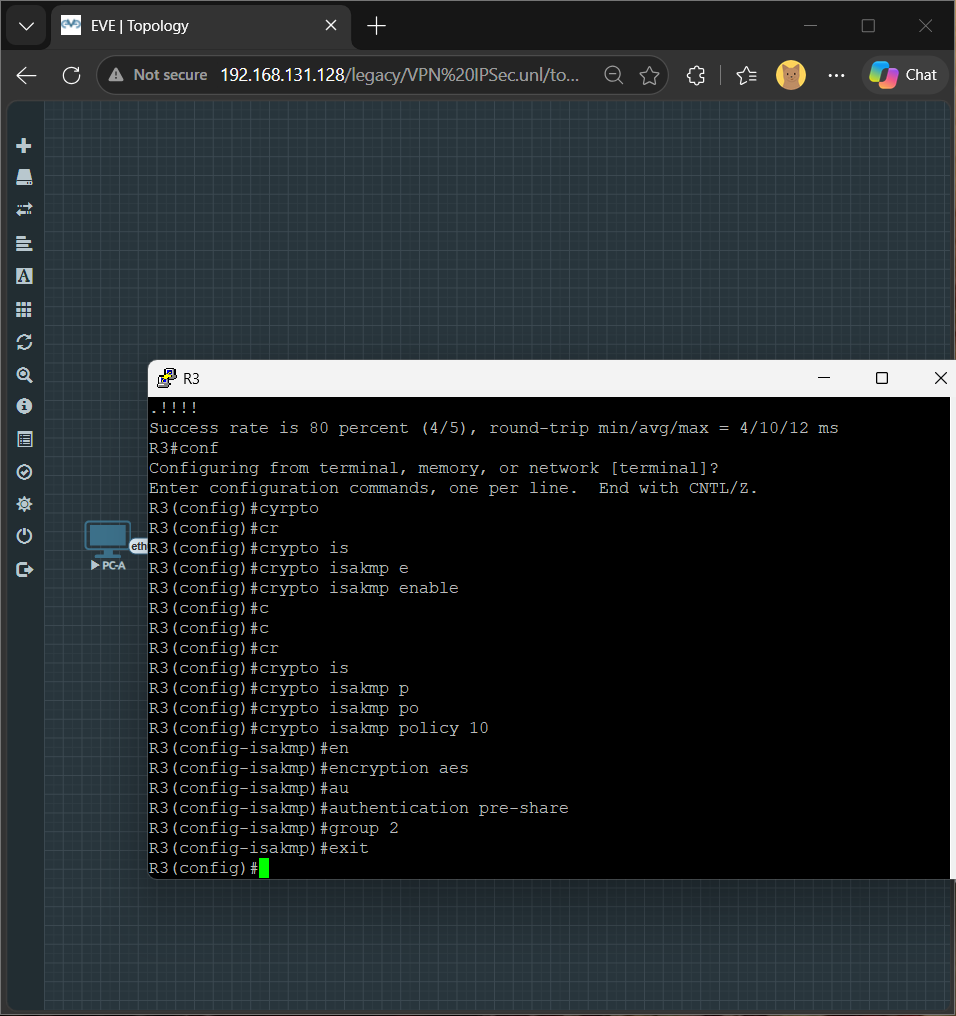 EVE | Topology
Not secure 192.168.131.128/legacy/VPN%20IPSec.unl/to...
Chat
A
R3
.!!!!
Success rate is 80 percent (4/5), round-trip min/avg/max = 4/10/12 ms
R3#conf
Configuring from terminal, memory, or network [terminal]?
Enter configuration commands, one per line.  End with CNTL/Z.
R3(config)#cyrpto
R3(config)#cr
R3(config)#crypto is
R3(config)#crypto isakmp e
R3(config)#crypto isakmp enable
R3(config)#c
R3(config)#c
R3(config)#cr
R3(config)#crypto is
R3(config)#crypto isakmp p
R3(config)#crypto isakmp po
R3(config)#crypto isakmp policy 10
R3(config-isakmp)#en
R3(config-isakmp)#encryption aes
R3(config-isakmp)#au
R3(config-isakmp)#authentication pre-share
R3(config-isakmp)#group 2
R3(config-isakmp)#exit
R3(config)#
eth
PC-A